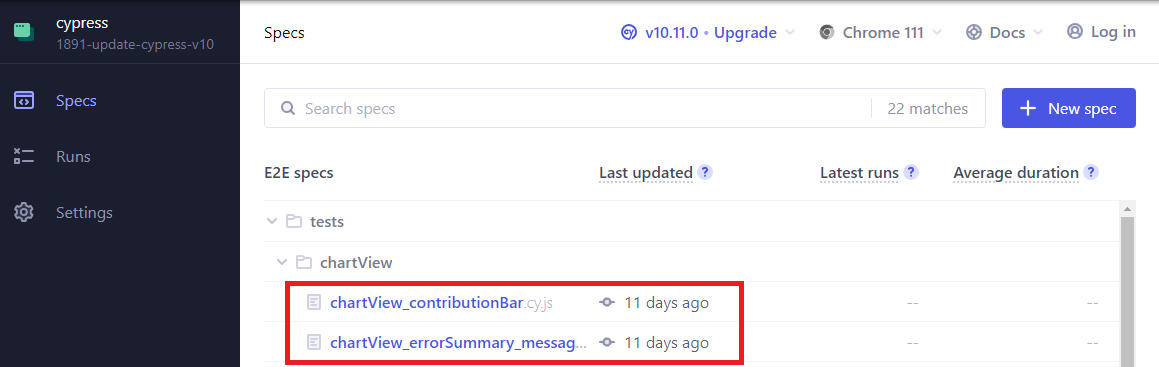 cypress
1891-update-cypress-v10
Specs
Runs
Settings
Specs
v10.11.0 • Upgrade
Chrome 111
Docs
Log in
Search specs
22 matches
+ New spec
E2E specs
Last updated ?
Latest runs ?
Average duration ?
tests
chartView
chartView_contributionBar.cy.js 11 days ago -- --
chartView_errorSummary_messag... 11 days ago -- --